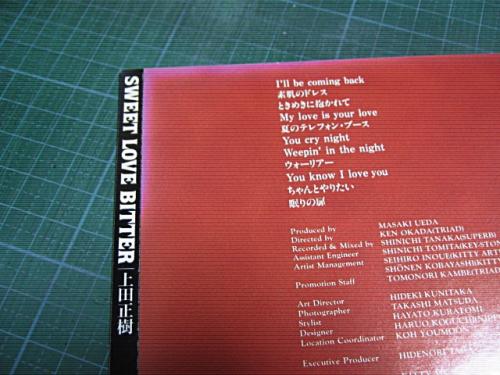 SWEET LOVE BITTER | 上田正樹
I'll be coming back
素肌のドレス
ときめきに抱かれて
My love is your love
夏のテレフォン・ブース
You cry night
Weepin' in the night
ウォーリアー
You know I love you
ちゃんとやりたい
眠りの扉
Produced by MASAKI UEDA
Directed by KEN OKADA(TRIAD)
Recorded & Mixed by SHINICHI TANAKA(SUPERB)
Assistant Engineer SHINICHI TOMITA(KEY-STON
Artist Management SEIHIRO INOUE(KITTY ART
SHŌNEN KOBAYASHI(KITTY
Promotion Staff TOMONORI KAMBE(TRIAD)
Art Director HIDEKI KUNITAKA
Photographer TAKASHI MATSUDA
Stylist HAYATO KURATOMI
Designer HARUO KOGUCHI
Location Coordinator KOH YOUMOON
Executive Producer HIDENORI